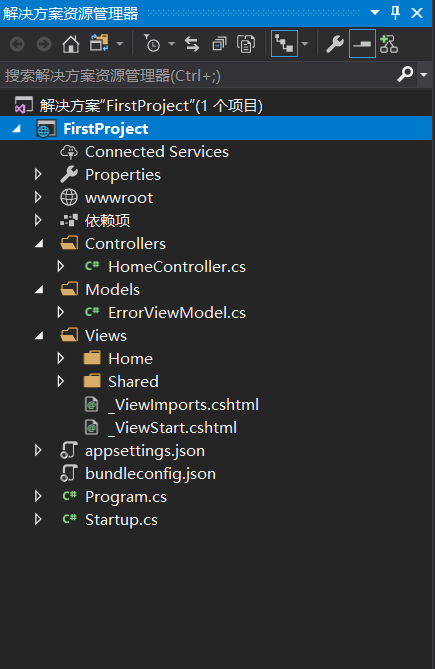 解决方案资源管理器
搜索解决方案资源管理器(Ctrl+;)
解决方案"FirstProject"(1 个项目)
FirstProject
Connected Services
Properties
wwwroot
依赖项
Controllers
C# HomeController.cs
Models
C# ErrorViewModel.cs
Views
Home
Shared
_ViewImports.cshtml
_ViewStart.cshtml
appsettings.json
bundleconfig.json
C# Program.cs
C# Startup.cs